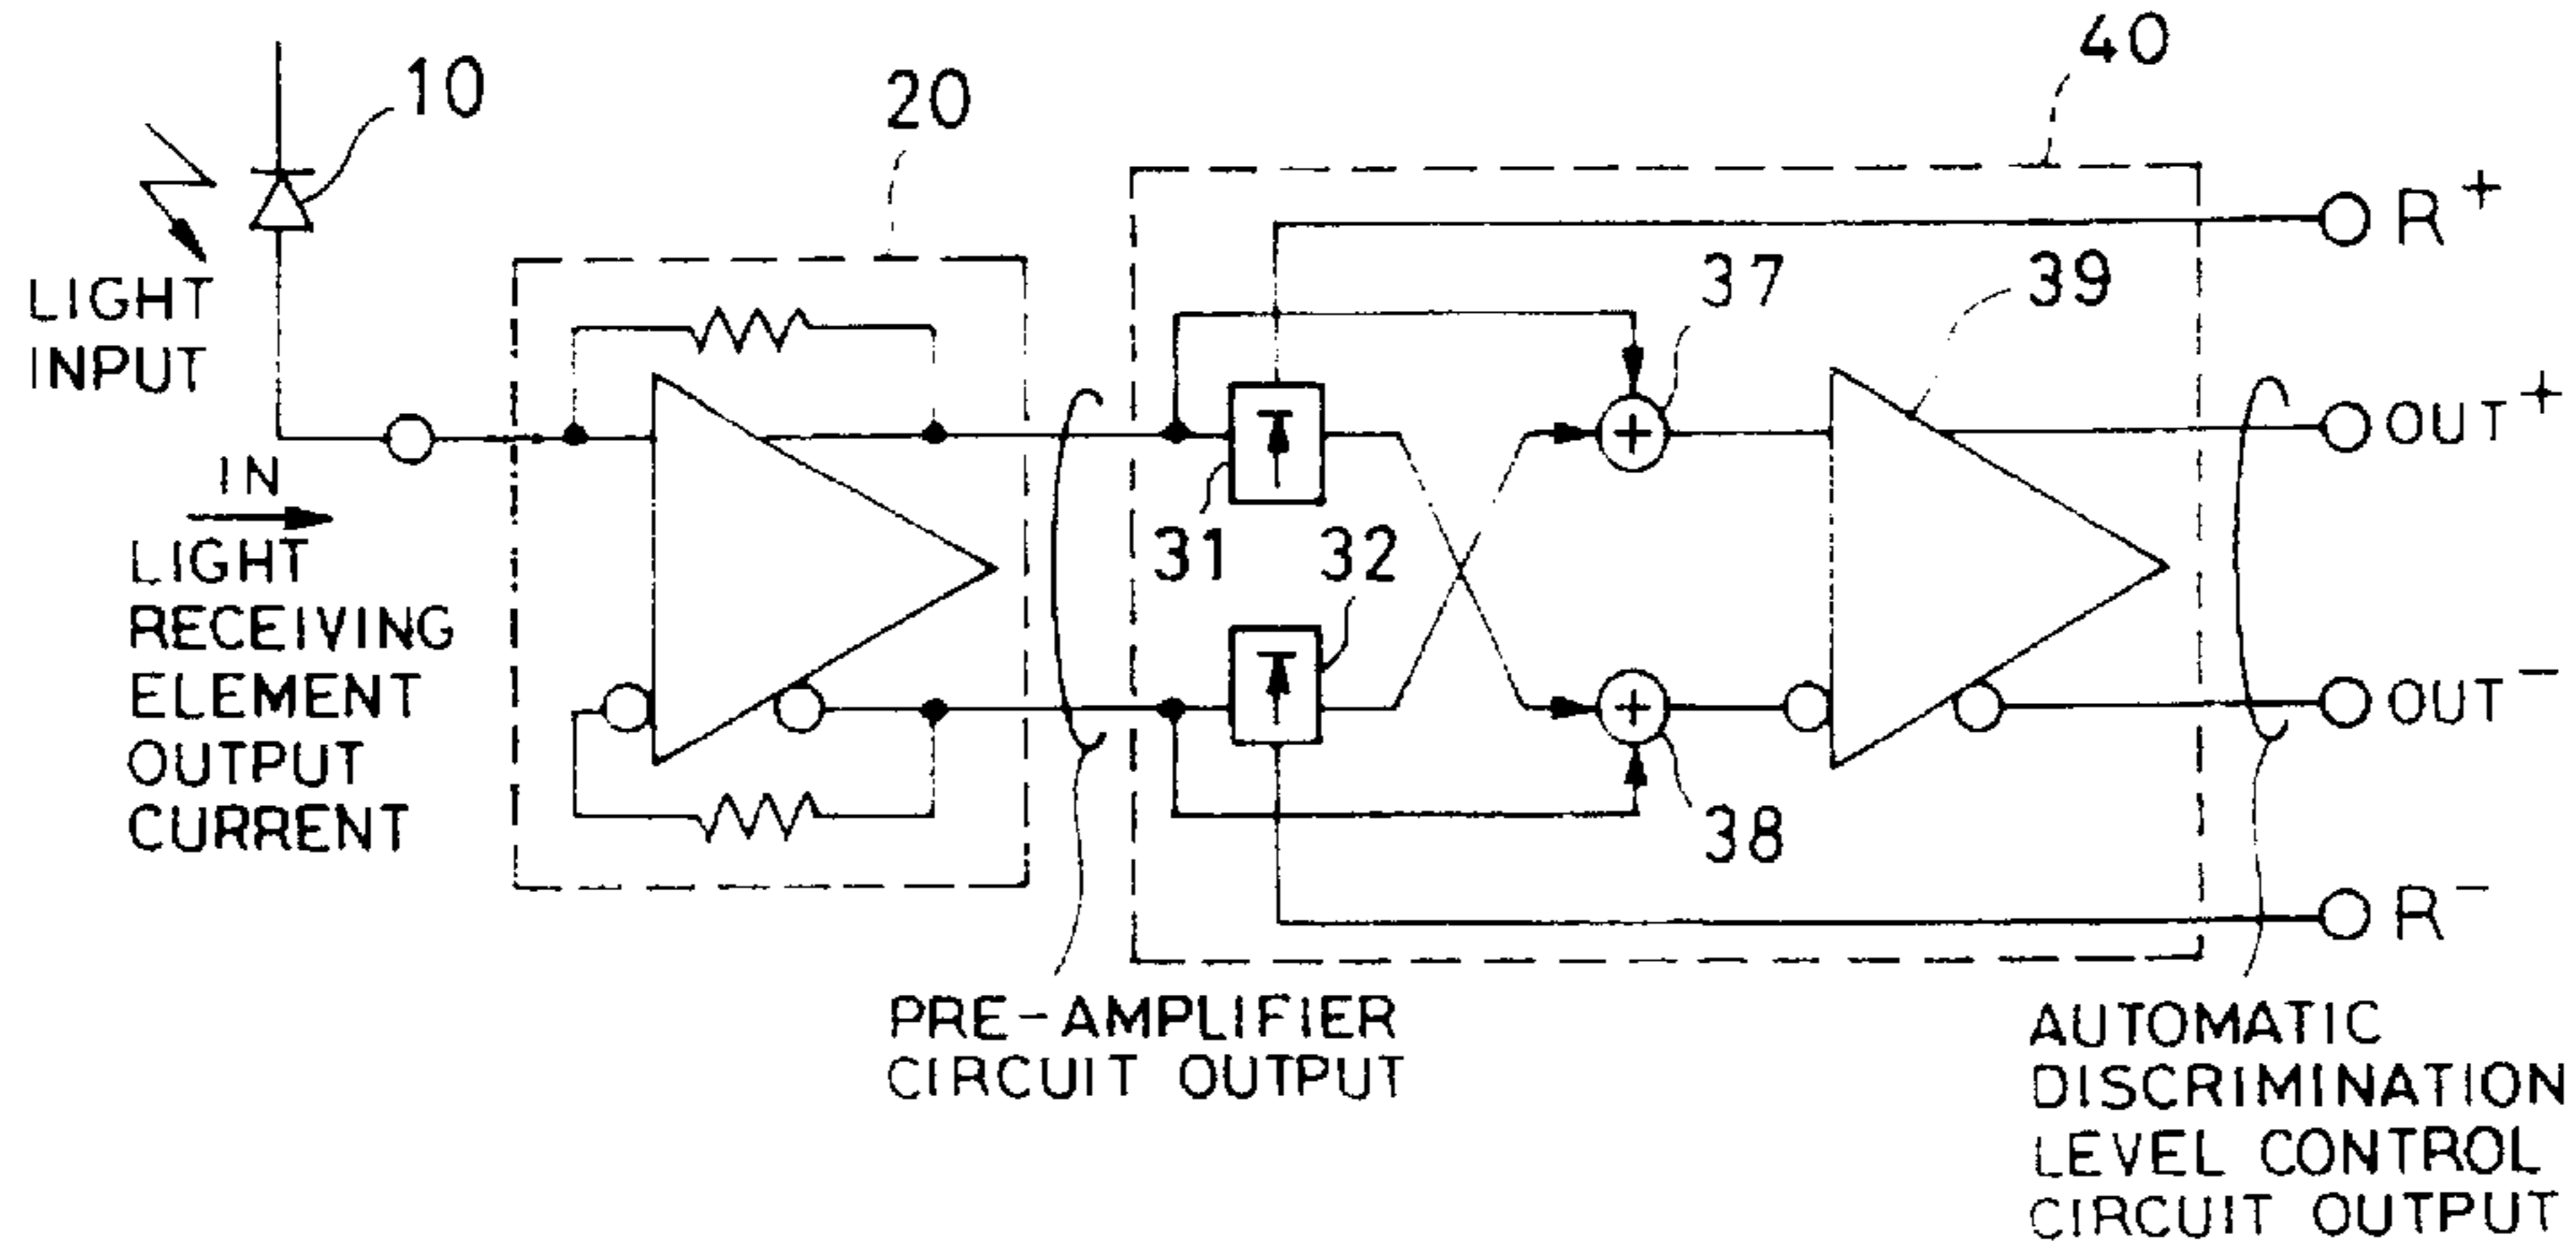 40
10
20
R+
37
39
LIGHT
INPUT
OUT+
IN
31
32
LIGHT
RECEIVING
ELEMENT
OUTPUT
CURRENT
OUT−
38
R−
PRE-AMPLIFIER
CIRCUIT OUTPUT
AUTOMATIC
DISCRIMINATION
LEVEL CONTROL
CIRCUIT OUTPUT